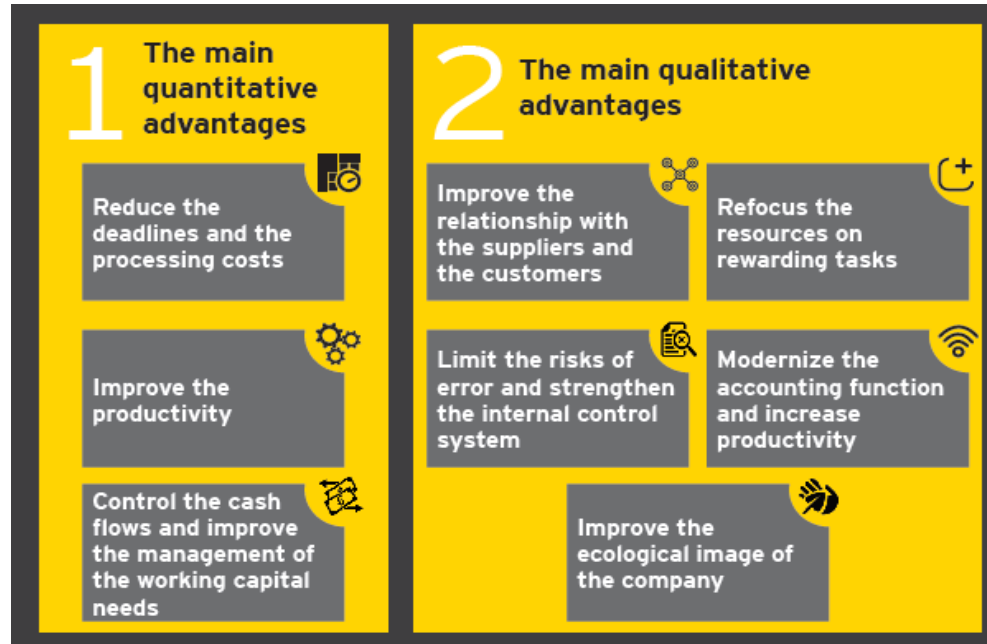 1
The main
quantitative
advantages
Reduce the
deadlines and the
processing costs
Improve the
productivity
Control the cash
flows and improve
the management of
the working capital
needs
2
The main qualitative
advantages
Improve the
relationship with
the suppliers and
the customers
Refocus the
resources on
rewarding tasks
Limit the risks of
error and strengthen
the internal control
system
Modernize the
accounting function
and increase
productivity
Improve the
ecological image of
the company